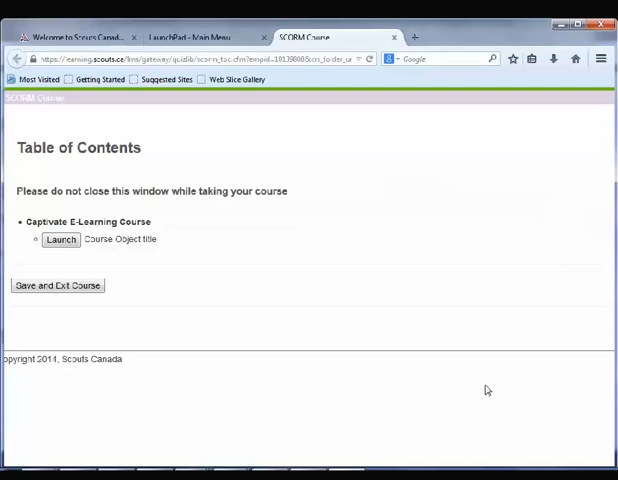 Welcome to Scouts Canada...
LaunchPad - Main Menu
SCORM Course
Google
Most Visited
Getting Started
Suggested Sites
Web Slice Gallery
SCORM Course
Table of Contents
Please do not close this window while taking your course
Captivate E-Learning Course
Launch Course Object title
Save and Exit Course
opyright 2014, Scouts Canada